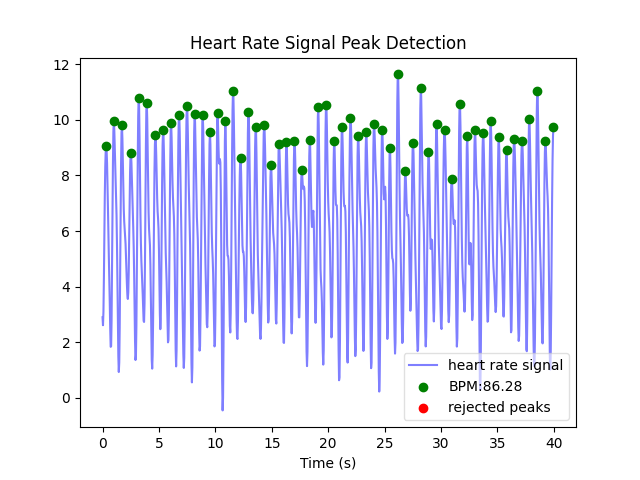 Heart Rate Signal Peak Detection
12
10
8
6
4
2
0
heart rate signal
BPM:86.28
rejected peaks
0 5 10 15 20 25 30 35 40
Time (s)